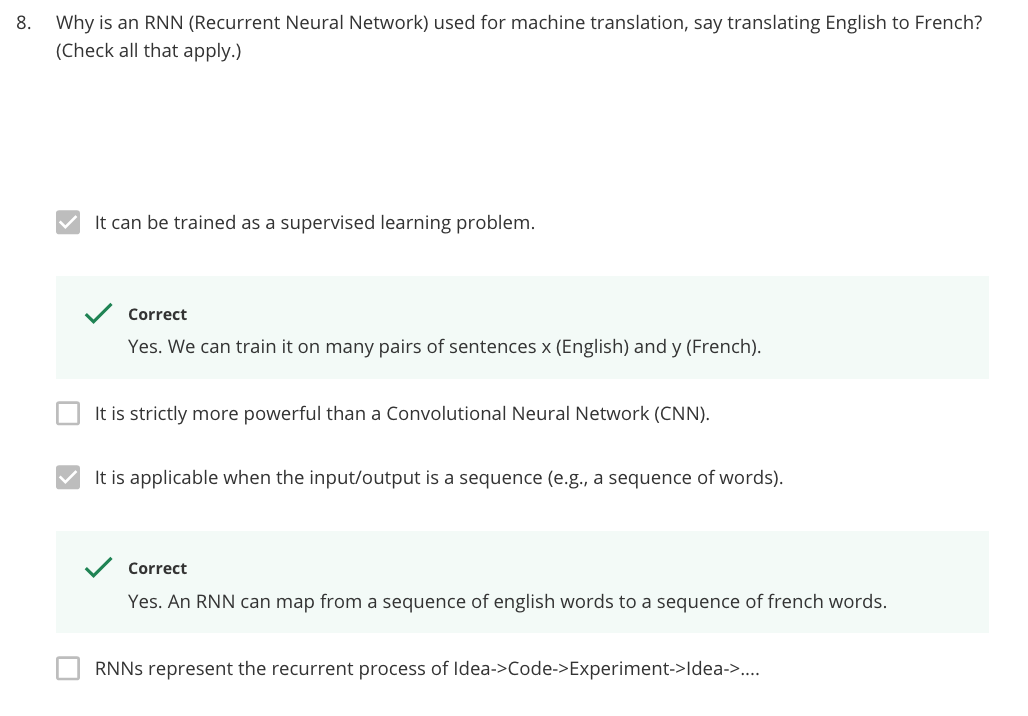 8. Why is an RNN (Recurrent Neural Network) used for machine translation, say translating English to French?
(Check all that apply.)
It can be trained as a supervised learning problem.
Correct
Yes. We can train it on many pairs of sentences x (English) and y (French).
It is strictly more powerful than a Convolutional Neural Network (CNN).
It is applicable when the input/output is a sequence (e.g., a sequence of words).
Correct
Yes. An RNN can map from a sequence of english words to a sequence of french words.
RNNs represent the recurrent process of Idea->Code->Experiment->Idea->....